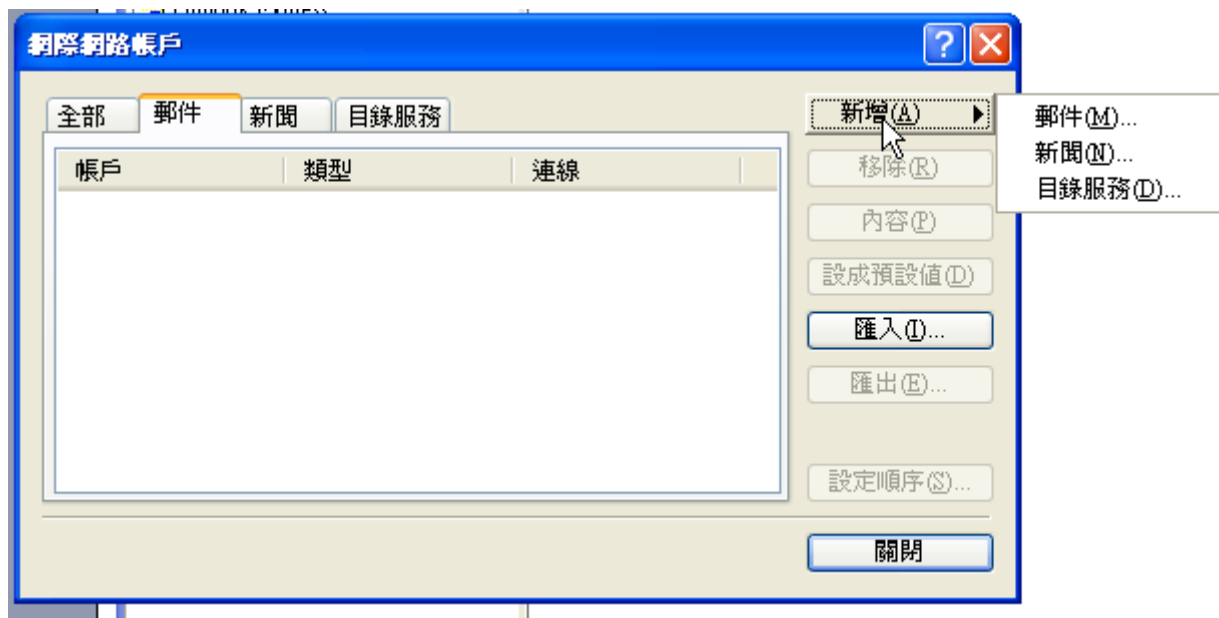 網際網路帳戶
全部 郵件 新聞 目錄服務
帳戶 類型 連線
新增(A)
移除(R)
內容(P)
設成預設值(D)
匯入(I)...
匯出(E)...
設定順序(S)...
關閉
郵件(M)...
新聞(N)...
目錄服務(D)...